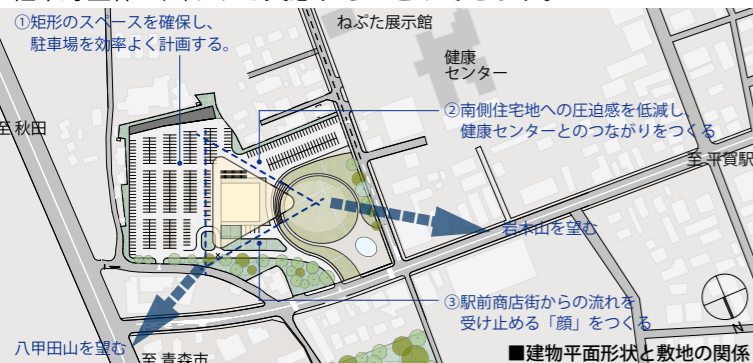 ①矩形のスペースを確保し、
駐車場を効率よく計画する。
ねぷた展示館
健康
センター
②南側住宅地への圧迫感を低減し、
健康センターとのつながりをつくる
至 秋田
至 平賀駅
岩木山を望む
③駅前商店街からの流れを
受け止める「顔」をつくる
八甲田山を望む
至 青森市
■建物平面形状と敷地の関係